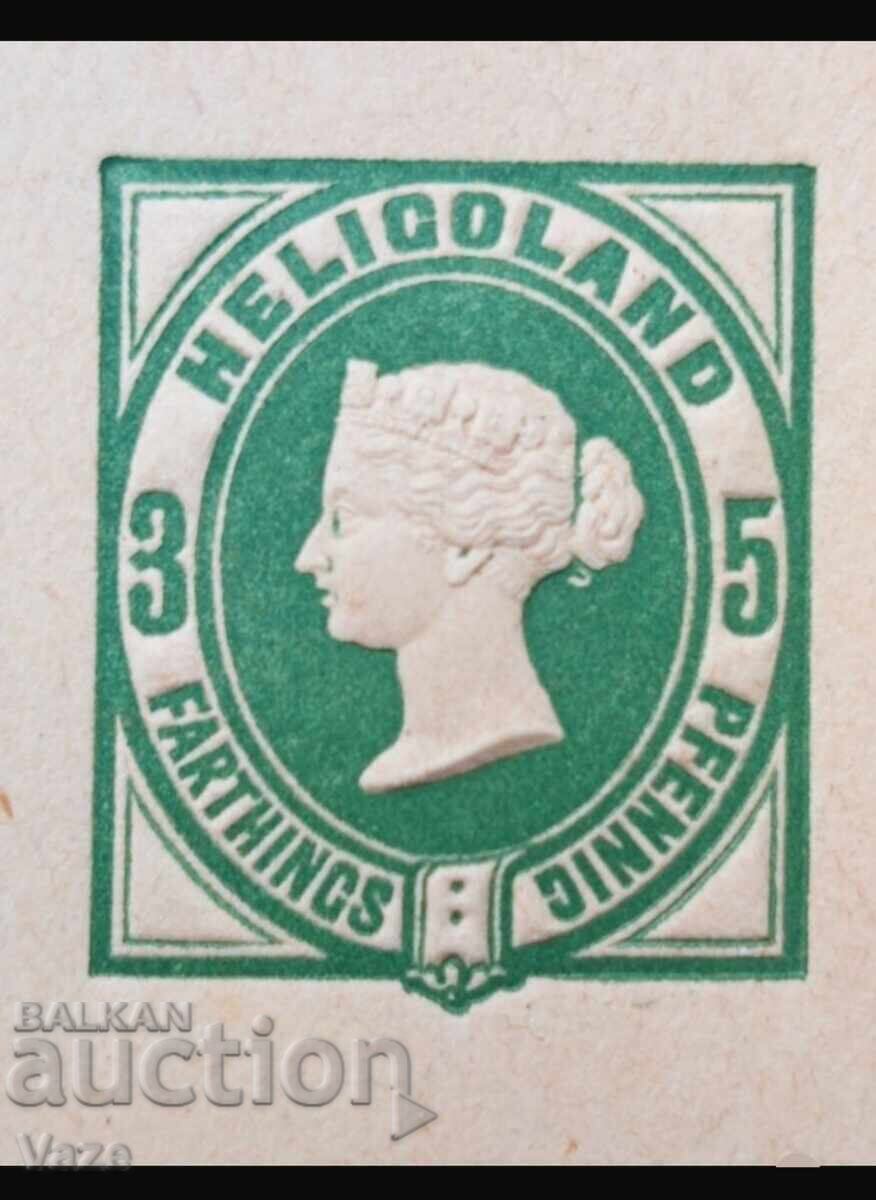 HELIGOLAND
3 5
FARTHINGS PFENNIG
BALKAN
auction
Vaze